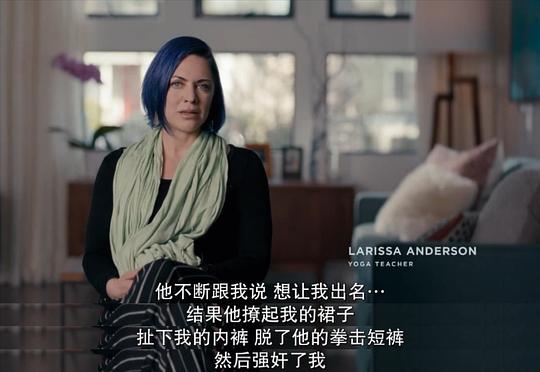 LARISSA ANDERSON
YOGA TEACHER
他不断跟我说 想让我出名…
结果他撩起我的裙子
扯下我的内裤 脱了他的拳击短裤
然后强奸了我